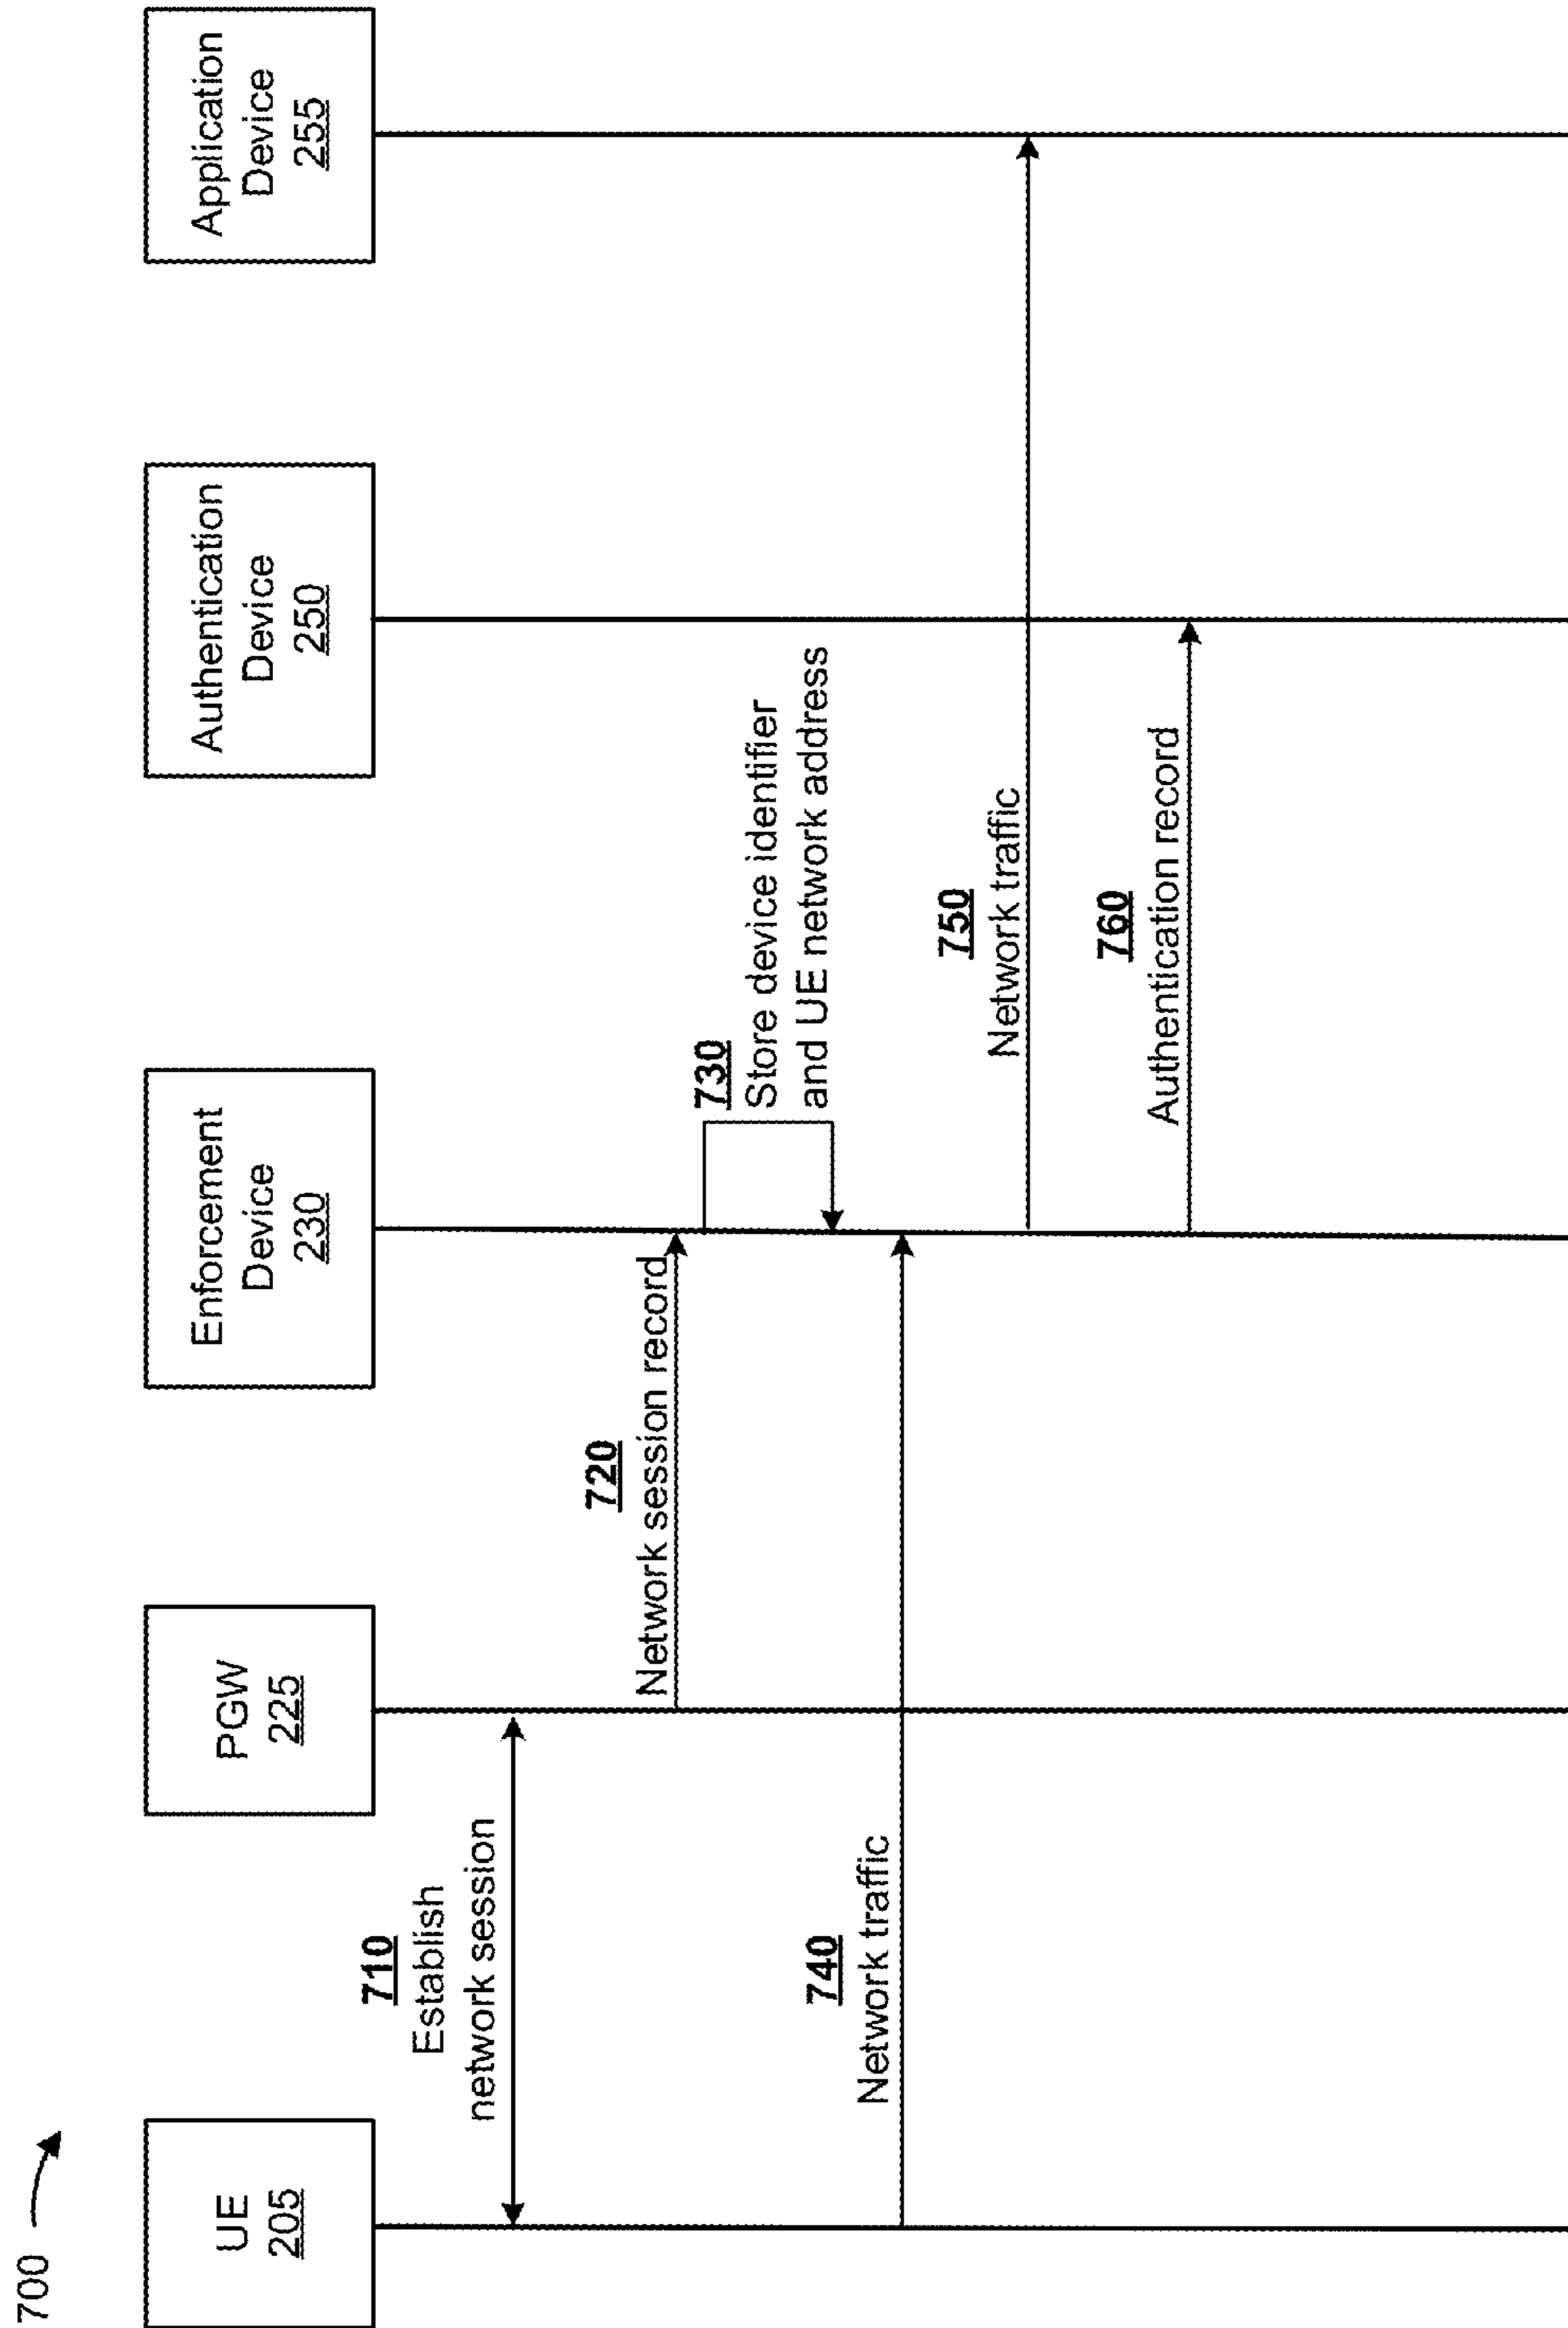 700
UE
205
PGW
225
Enforcement
Device
230
Authentication
Device
250
Application
Device
255
710
Establish
network session
720
Network session record
730
Store device identifier
and UE network address
740
Network traffic
750
Network traffic
760
Authentication record